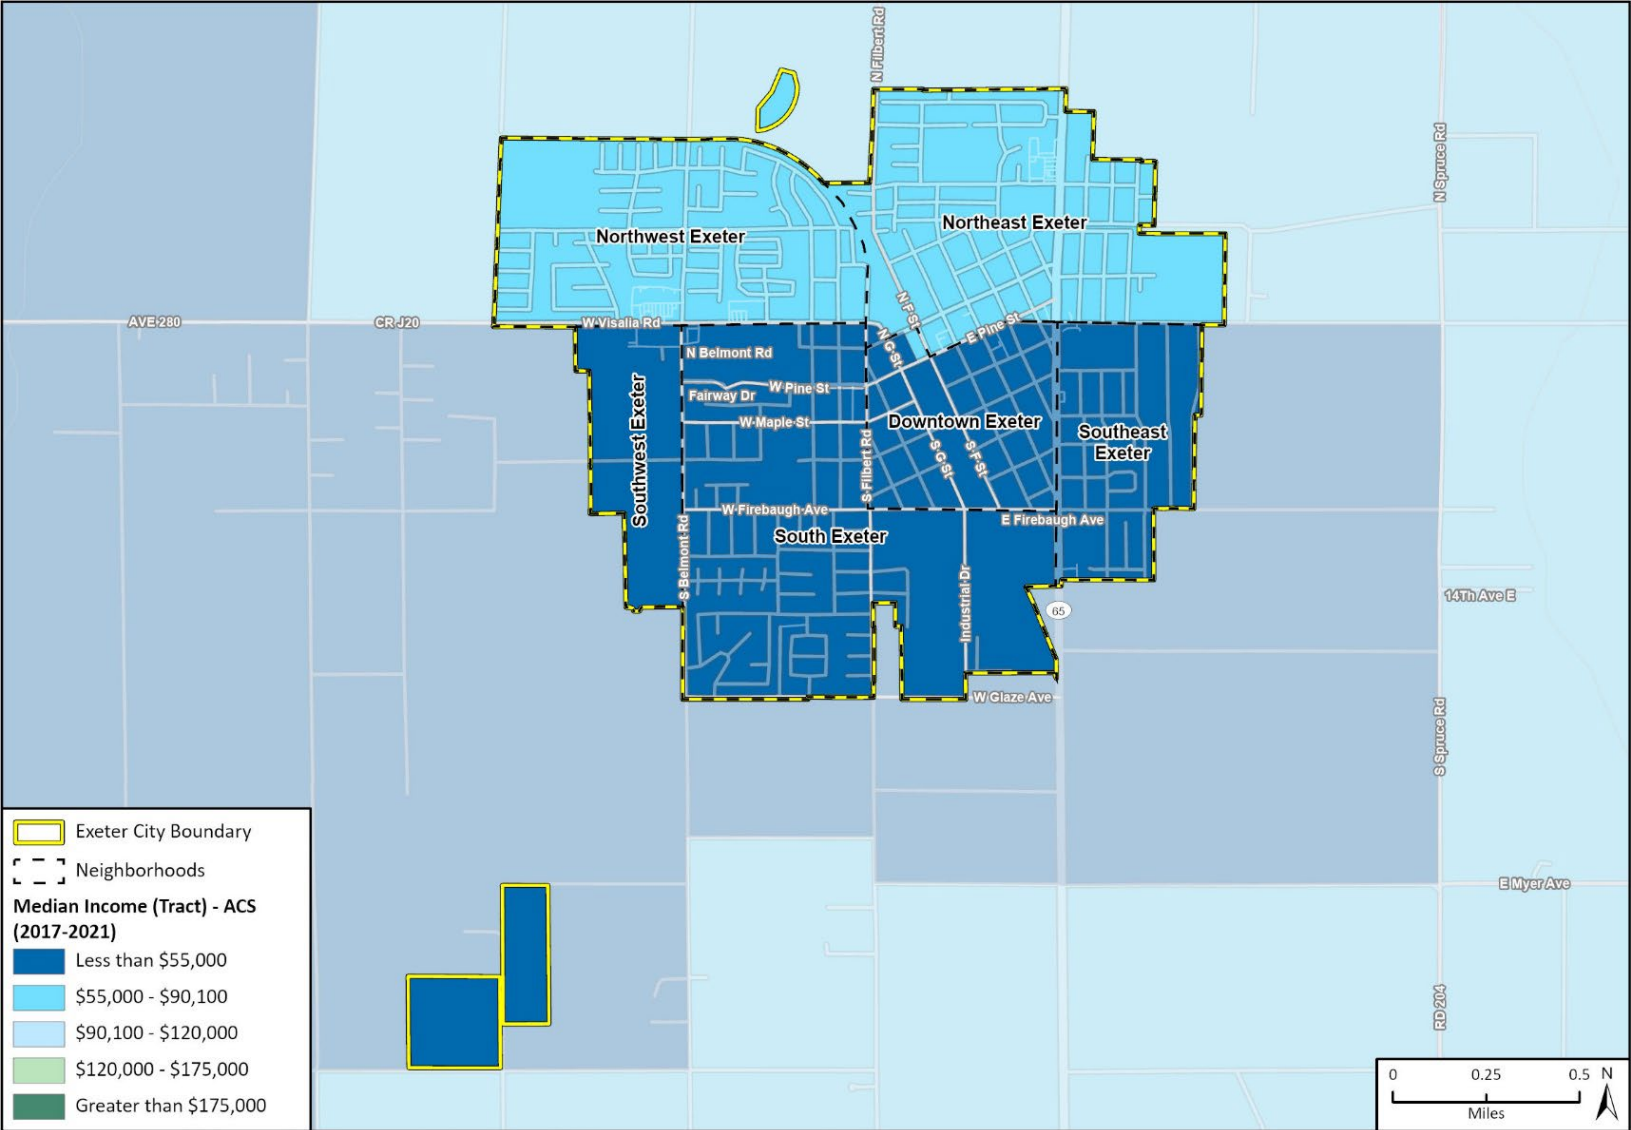 N Filbert Rd
N Spruce Rd
Northwest Exeter
Northeast Exeter
AVE 280
CR J20
W Visalia Rd
N F St
N G St
E Pine St
N Belmont Rd
W Pine St
Fairway Dr
W Maple St
Southwest Exeter
Downtown Exeter
Southeast
Exeter
S Filbert Rd
S G St
S F St
W Firebaugh Ave
E Firebaugh Ave
South Exeter
S Belmont Rd
Industrial Dr
65
14Th Ave E
W Glaze Ave
S Spruce Rd
E Myer Ave
RD 204
Exeter City Boundary
Neighborhoods
Median Income (Tract) - ACS
(2017-2021)
Less than $55,000
$55,000 - $90,100
$90,100 - $120,000
$120,000 - $175,000
Greater than $175,000
0 0.25 0.5 N
Miles